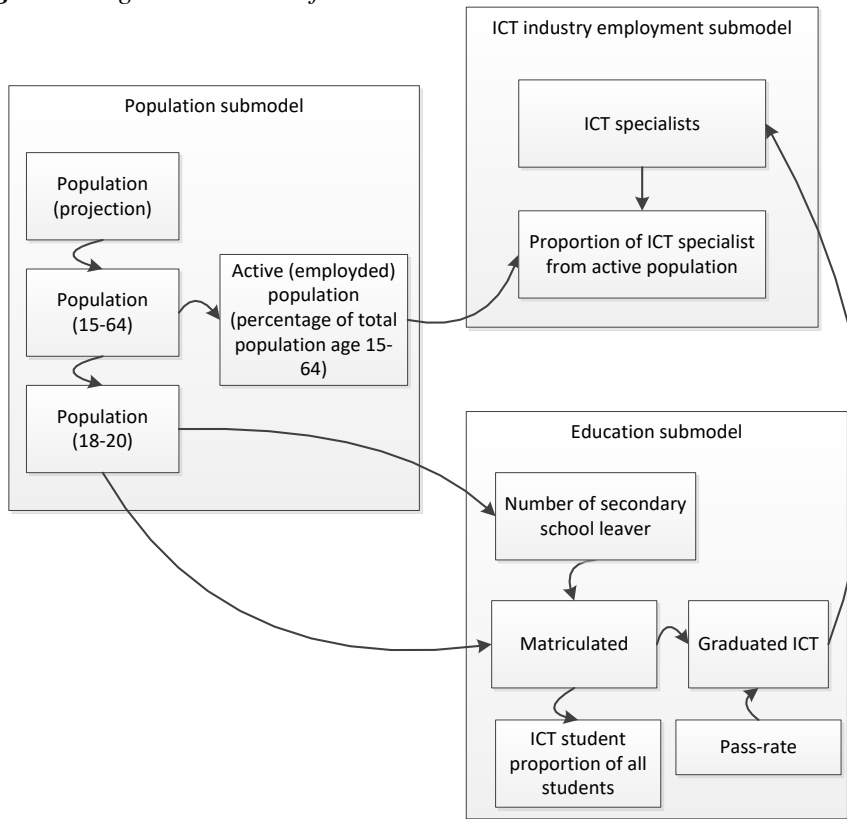 ICT industry employment submodel
ICT specialists
Proportion of ICT specialist
from active population
Population submodel
Population
(projection)
Population
(15-64)
Active (employded)
population
(percentage of total
population age 15-
64)
Population
(18-20)
Education submodel
Number of secondary
school leaver
Matriculated
Graduated ICT
ICT student
proportion of all
students
Pass-rate